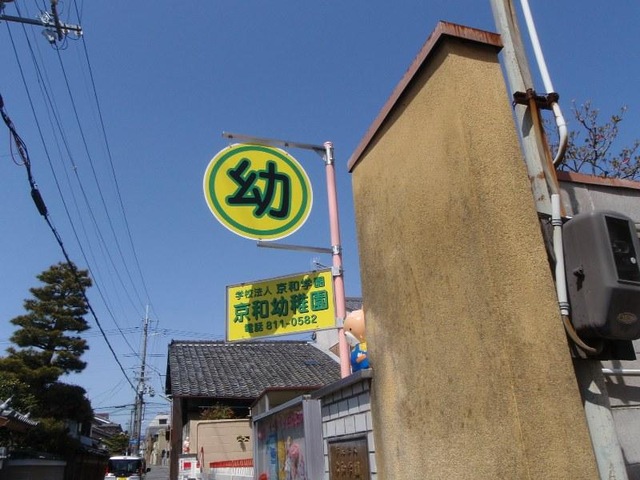 幼
学校法人 京和学園
京和幼稚園
電話 811-0582